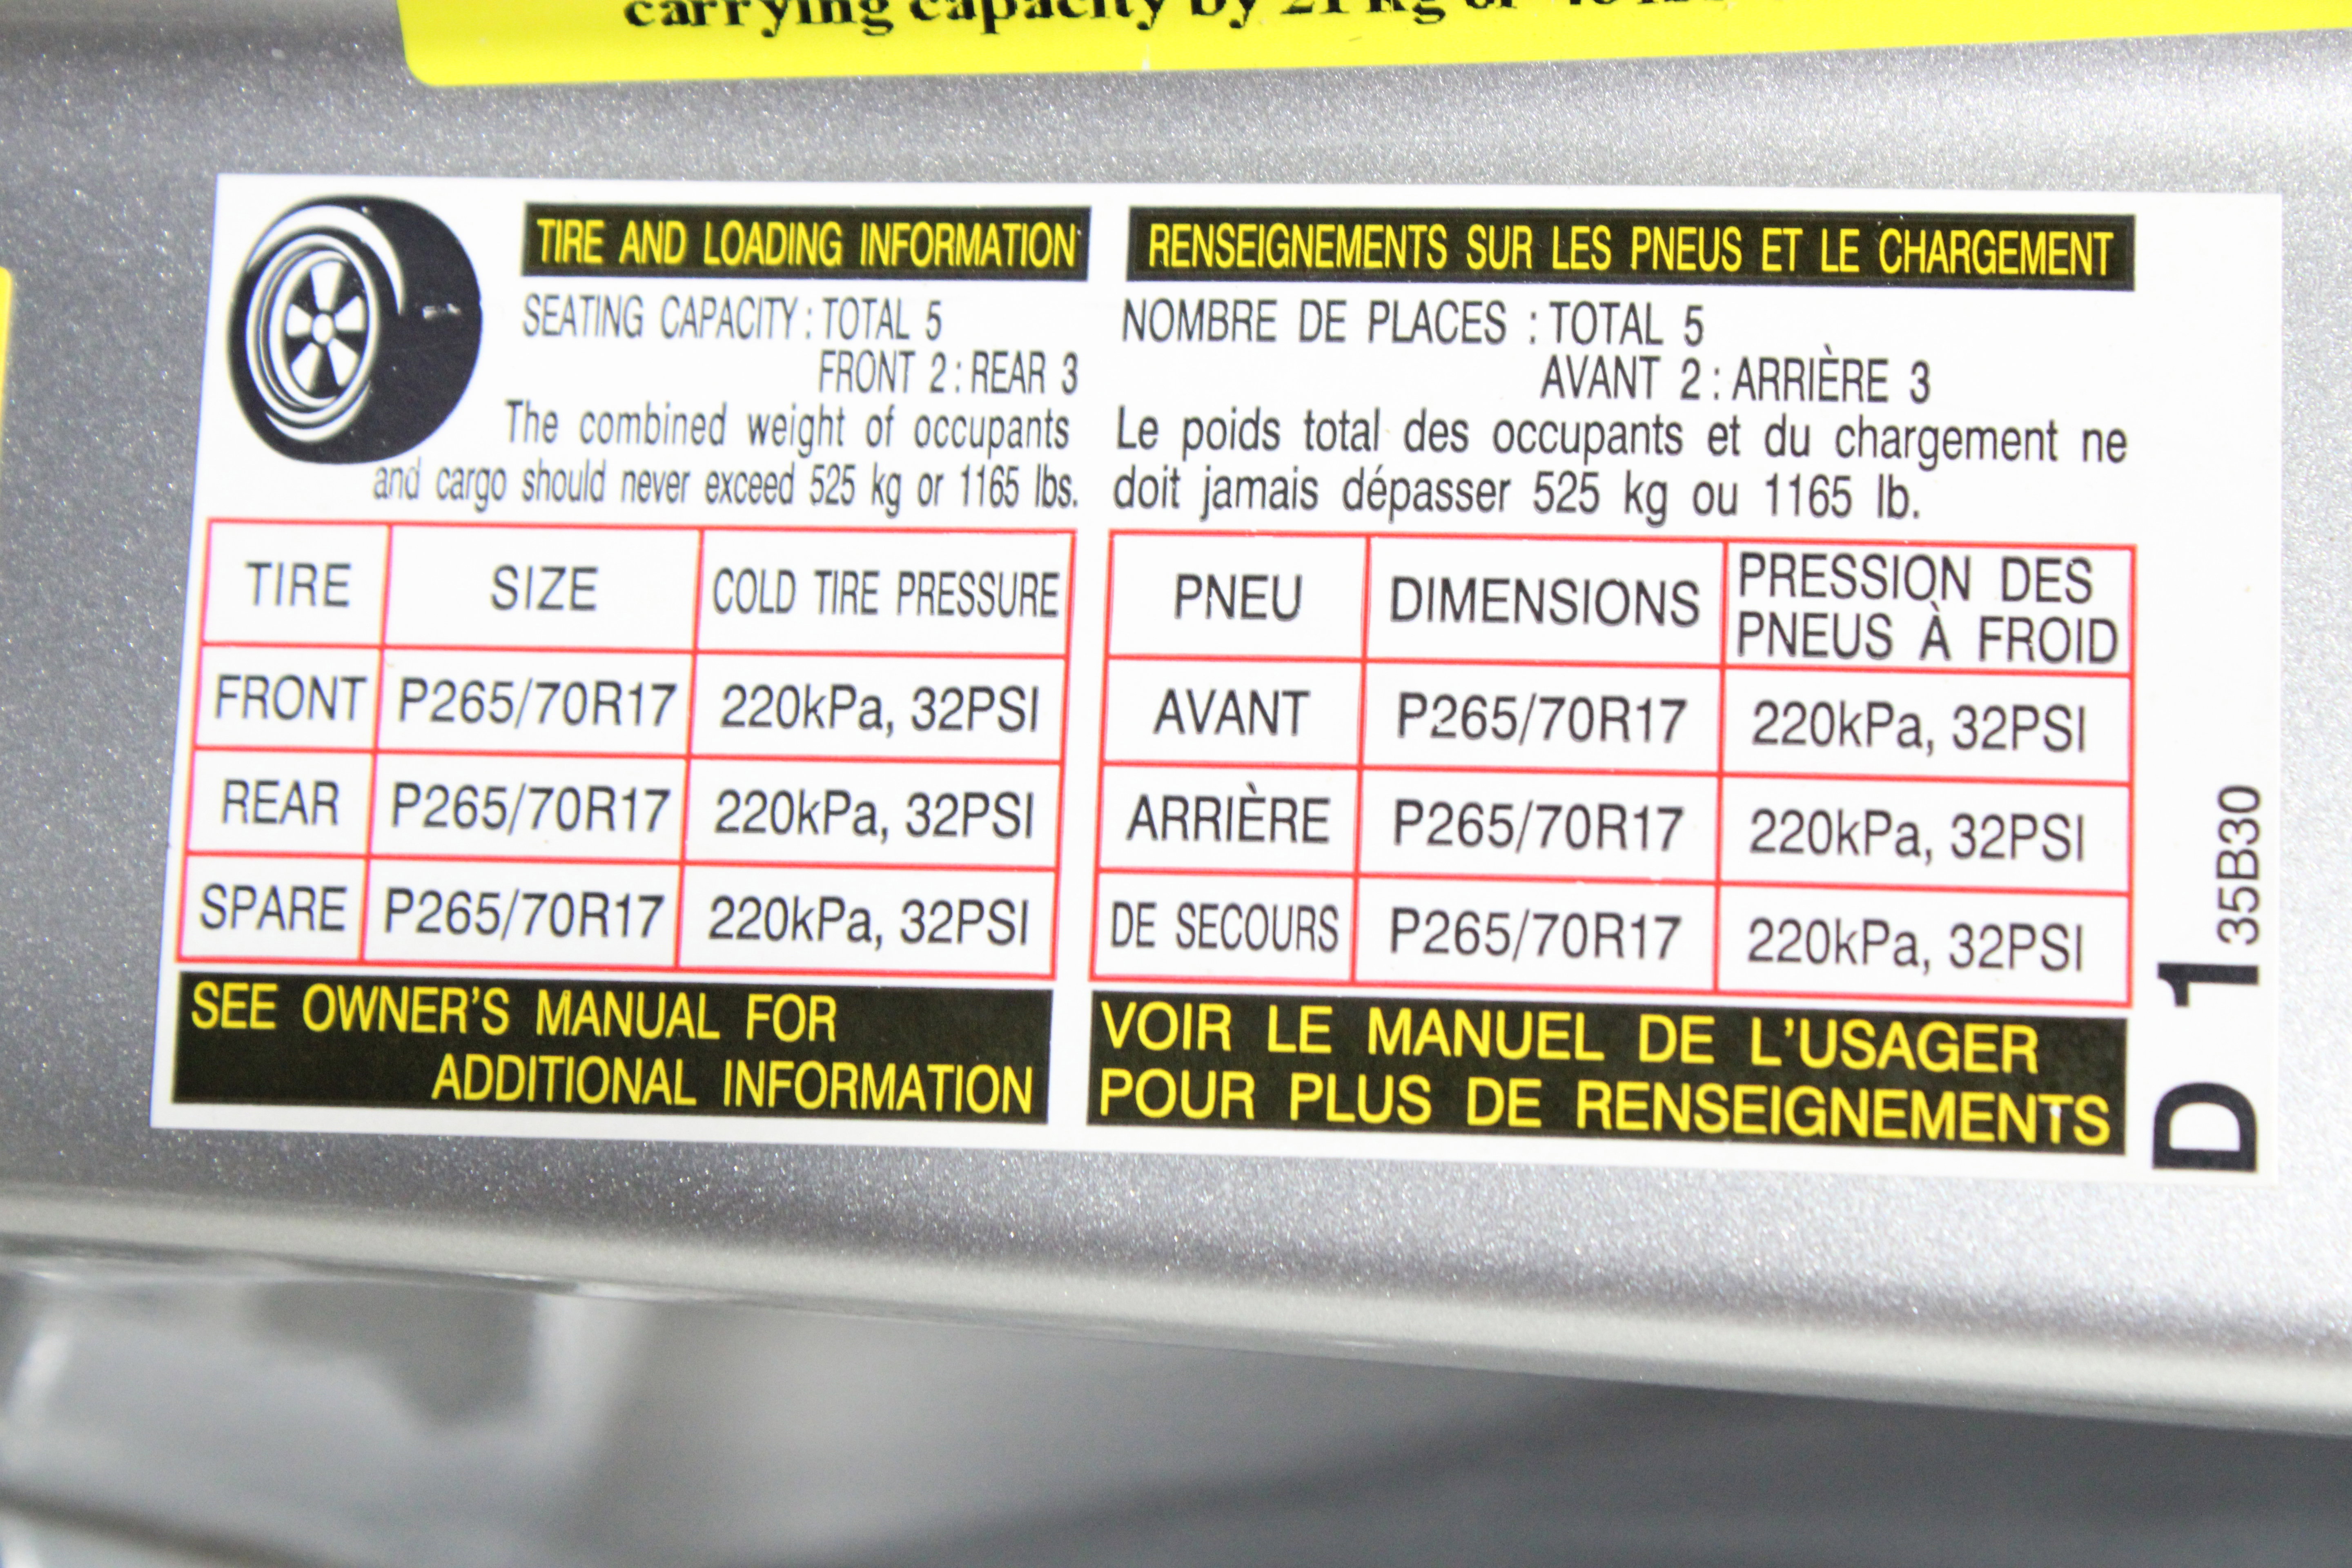 carrying capacity by 21 kg or
TIRE AND LOADING INFORMATION
SEATING CAPACITY : TOTAL 5
FRONT 2 : REAR 3
The combined weight of occupants
and cargo should never exceed 525 kg or 1165 lbs.
TIRE SIZE COLD TIRE PRESSURE
FRONT P265/70R17 220kPa, 32PSI
REAR P265/70R17 220kPa, 32PSI
SPARE P265/70R17 220kPa, 32PSI
SEE OWNER'S MANUAL FOR
ADDITIONAL INFORMATION
RENSEIGNEMENTS SUR LES PNEUS ET LE CHARGEMENT
NOMBRE DE PLACES : TOTAL 5
AVANT 2 : ARRIÈRE 3
Le poids total des occupants et du chargement ne
doit jamais dépasser 525 kg ou 1165 lb.
PNEU DIMENSIONS PRESSION DES
PNEUS À FROID
AVANT P265/70R17 220kPa, 32PSI
ARRIÈRE P265/70R17 220kPa, 32PSI
DE SECOURS P265/70R17 220kPa, 32PSI
VOIR LE MANUEL DE L'USAGER
POUR PLUS DE RENSEIGNEMENTS
D 1 35B30